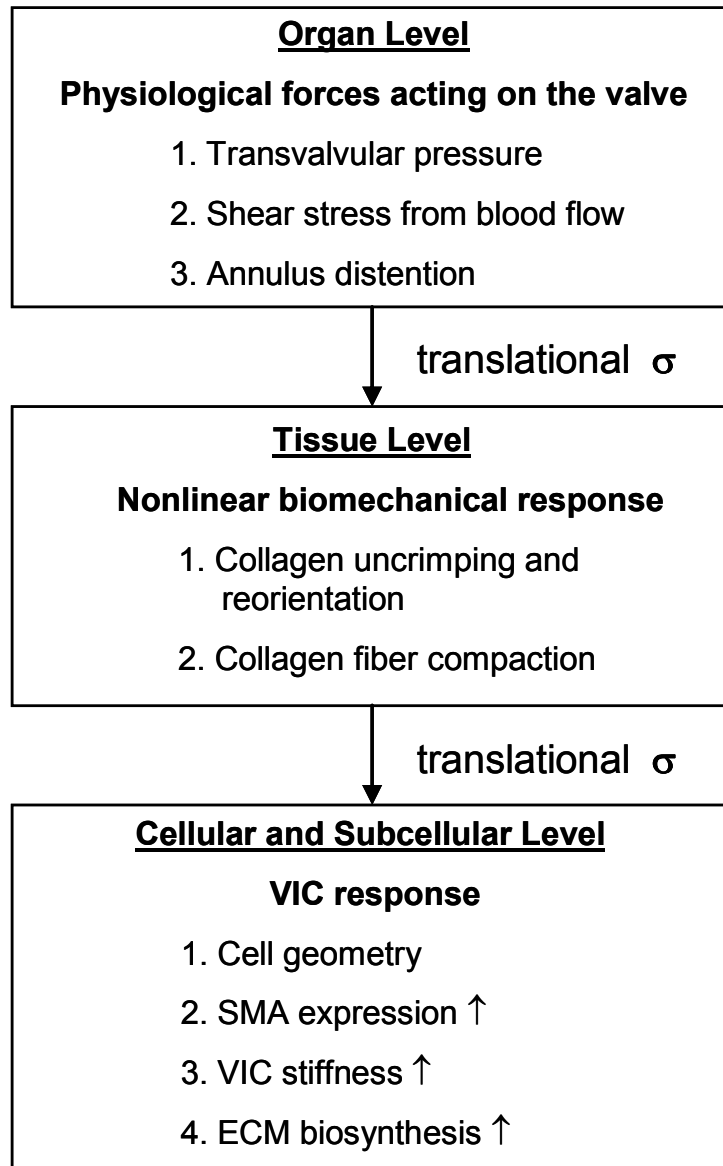 Organ Level
Physiological forces acting on the valve
1. Transvalvular pressure
2. Shear stress from blood flow
3. Annulus distention
translational σ
Tissue Level
Nonlinear biomechanical response
1. Collagen uncrimping and
reorientation
2. Collagen fiber compaction
translational σ
Cellular and Subcellular Level
VIC response
1. Cell geometry
2. SMA expression ↑
3. VIC stiffness ↑
4. ECM biosynthesis ↑